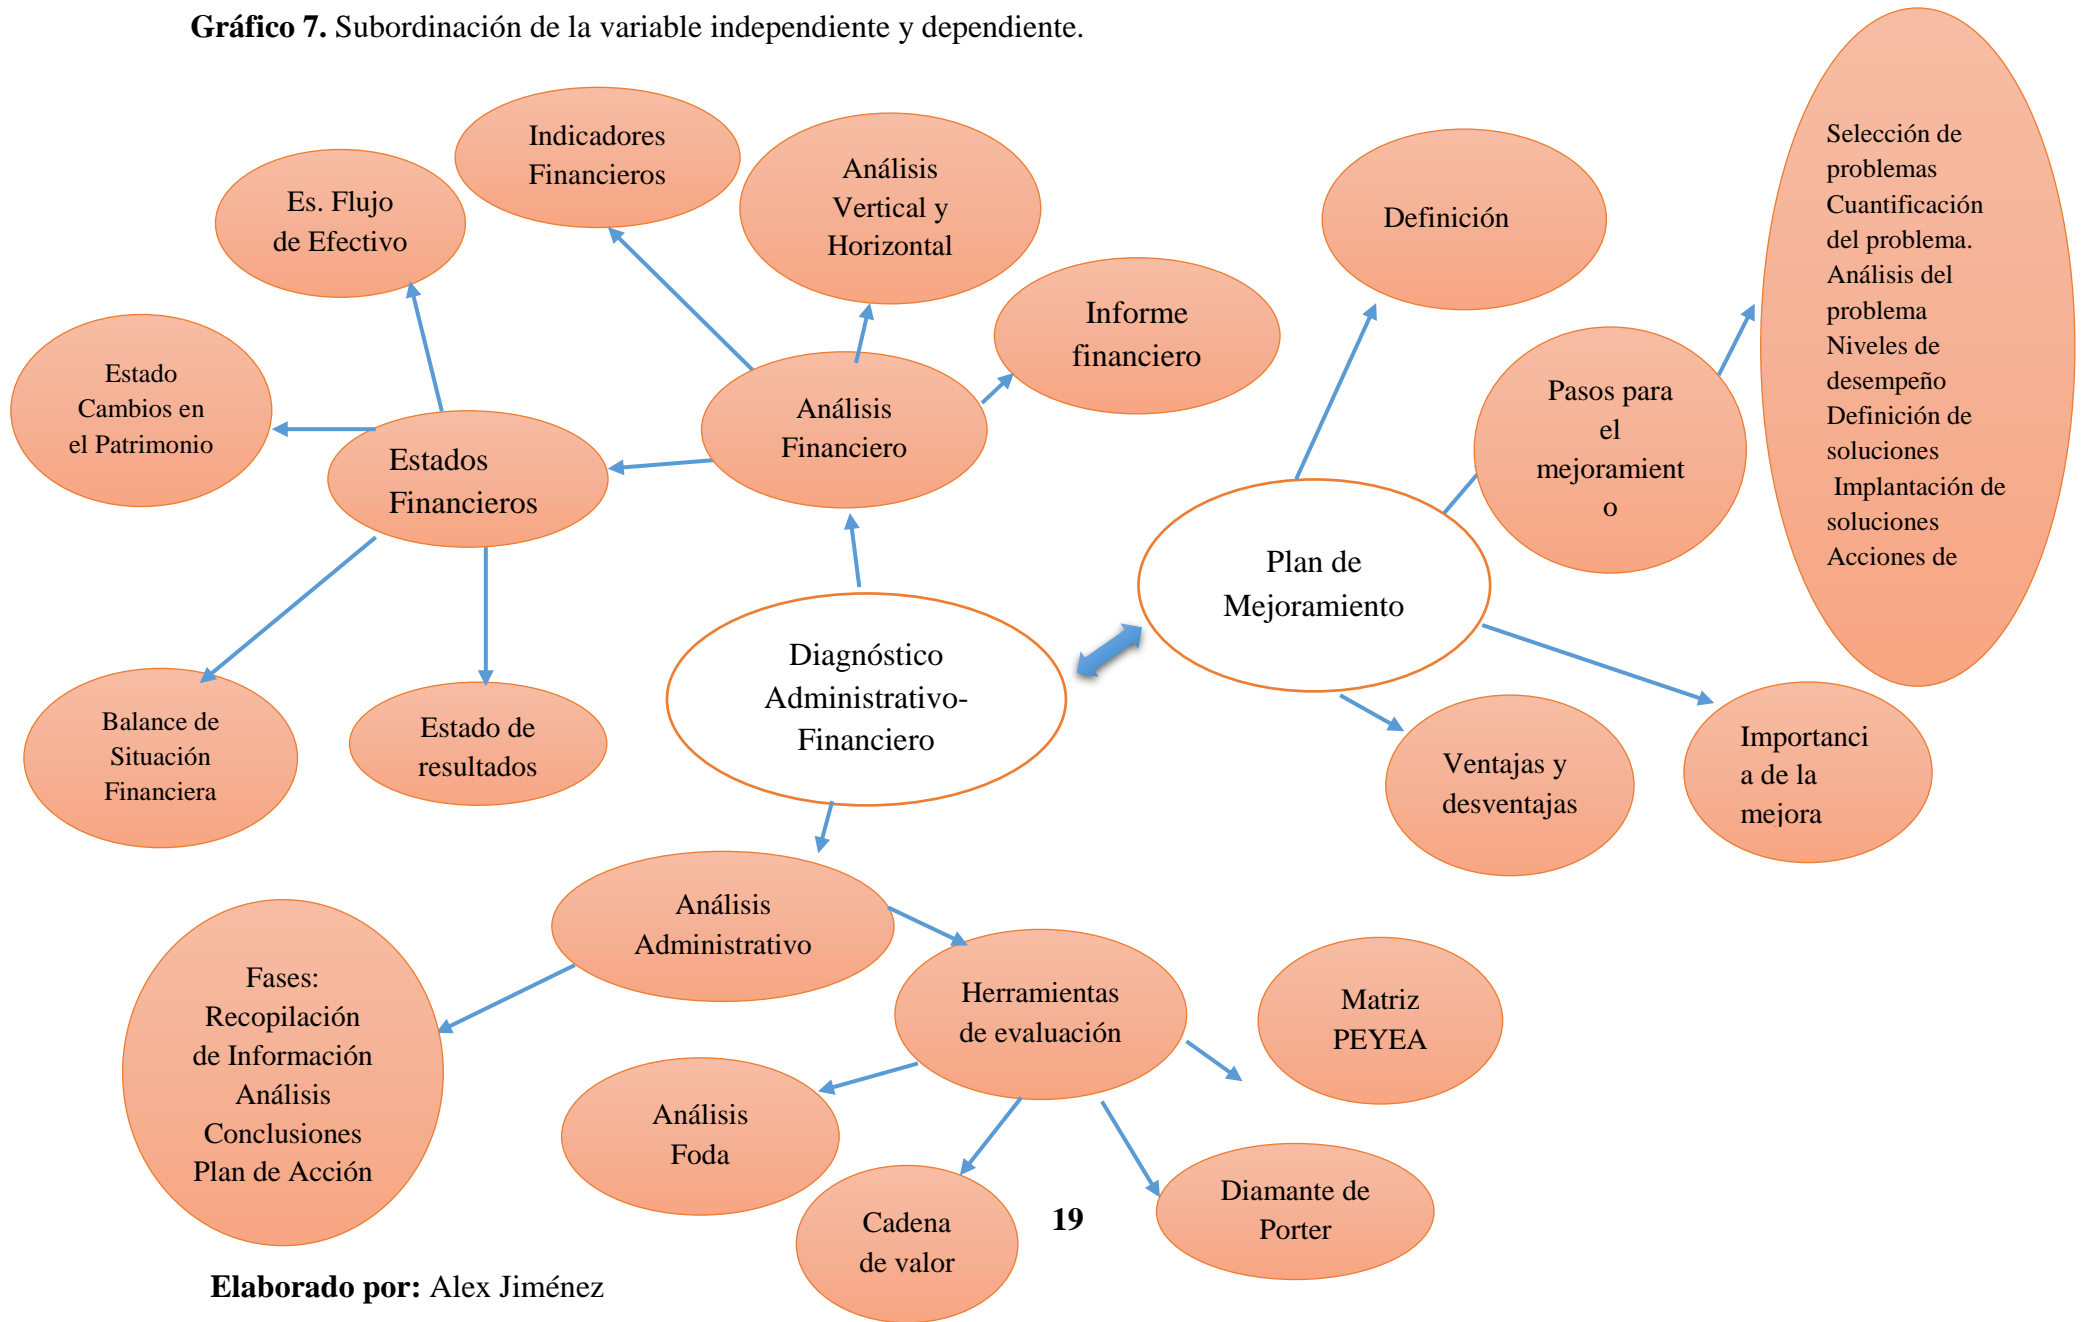 Gráfico 7. Subordinación de la variable independiente y dependiente.
Indicadores
Financieros
Análisis
Vertical y
Horizontal
Es. Flujo
de Efectivo
Informe
financiero
Estado
Cambios en
el Patrimonio
Análisis
Financiero
Estados
Financieros
Balance de
Situación
Financiera
Estado de
resultados
Diagnóstico
Administrativo-
Financiero
Definición
Pasos para
el
mejoramient
o
Selección de
problemas
Cuantificación
del problema.
Análisis del
problema
Niveles de
desempeño
Definición de
soluciones
Implantación de
soluciones
Acciones de
Plan de
Mejoramiento
Ventajas y
desventajas
Importanci
a de la
mejora
Análisis
Administrativo
Fases:
Recopilación
de Información
Análisis
Conclusiones
Plan de Acción
Herramientas
de evaluación
Matriz
PEYEA
Análisis
Foda
Cadena
de valor
Diamante de
Porter
19
Elaborado por: Alex Jiménez